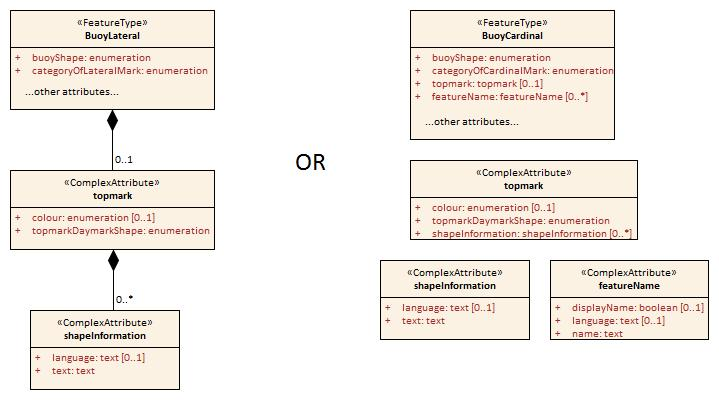 «FeatureType»
BuoyLateral
+ buoyShape: enumeration
+ categoryOfLateralMark: enumeration
...other attributes...
0..1
«ComplexAttribute»
topmark
+ colour: enumeration [0..1]
+ topmarkDaymarkShape: enumeration
0..*
«ComplexAttribute»
shapeInformation
+ language: text [0..1]
+ text: text
OR
«FeatureType»
BuoyCardinal
+ buoyShape: enumeration
+ categoryOfCardinalMark: enumeration
+ topmark: topmark [0..1]
+ featureName: featureName [0..*]
...other attributes...
«ComplexAttribute»
topmark
+ colour: enumeration [0..1]
+ topmarkDaymarkShape: enumeration
+ shapeInformation: shapeInformation [0..*]
«ComplexAttribute»
shapeInformation
+ language: text [0..1]
+ text: text
«ComplexAttribute»
featureName
+ displayName: boolean [0..1]
+ language: text [0..1]
+ name: text